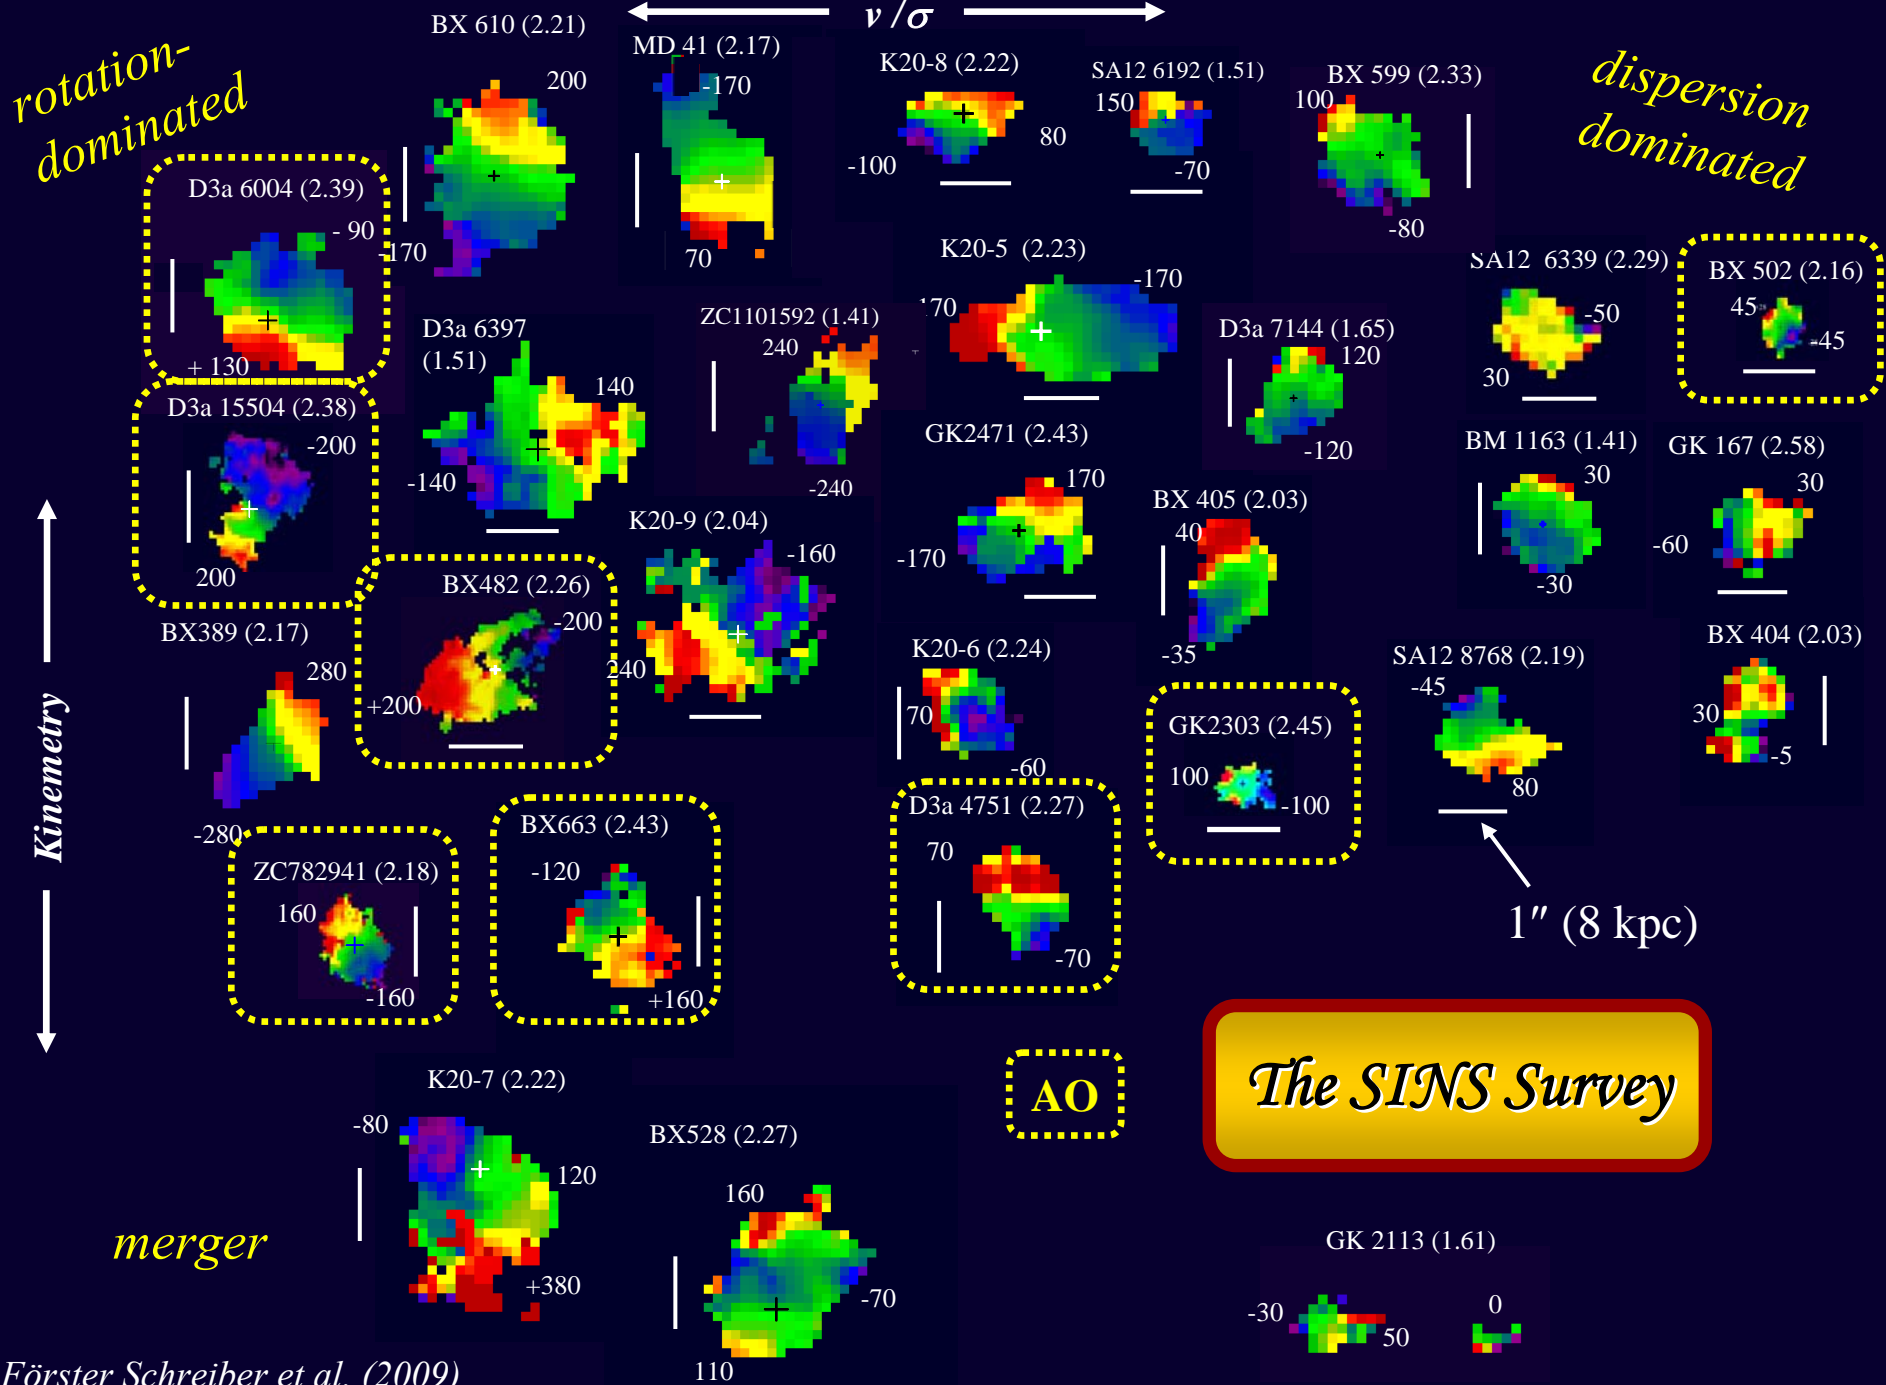 v /σ
rotation-
dominated
dispersion
dominated
BX 610 (2.21)
200
-170
MD 41 (2.17)
-170
70
K20-8 (2.22)
-100
80
SA12 6192 (1.51)
150
-70
BX 599 (2.33)
100
-80
D3a 6004 (2.39)
- 90
+ 130
D3a 6397
(1.51)
140
-140
ZC1101592 (1.41)
240
-240
K20-5 (2.23)
170
-170
D3a 7144 (1.65)
120
-120
SA12 6339 (2.29)
-50
30
BX 502 (2.16)
45
-45
D3a 15504 (2.38)
-200
200
GK2471 (2.43)
170
-170
BX 405 (2.03)
40
-35
BM 1163 (1.41)
30
-30
GK 167 (2.58)
30
-60
K20-9 (2.04)
-160
240
BX482 (2.26)
-200
+200
BX389 (2.17)
280
-280
K20-6 (2.24)
70
-60
SA12 8768 (2.19)
-45
80
BX 404 (2.03)
30
-5
GK2303 (2.45)
100
-100
Kinemetry
ZC782941 (2.18)
160
-160
BX663 (2.43)
-120
+160
D3a 4751 (2.27)
70
-70
1″ (8 kpc)
AO
The SINS Survey
K20-7 (2.22)
-80
120
+380
BX528 (2.27)
160
-70
110
merger
GK 2113 (1.61)
-30
50
0
Förster Schreiber et al. (2009)